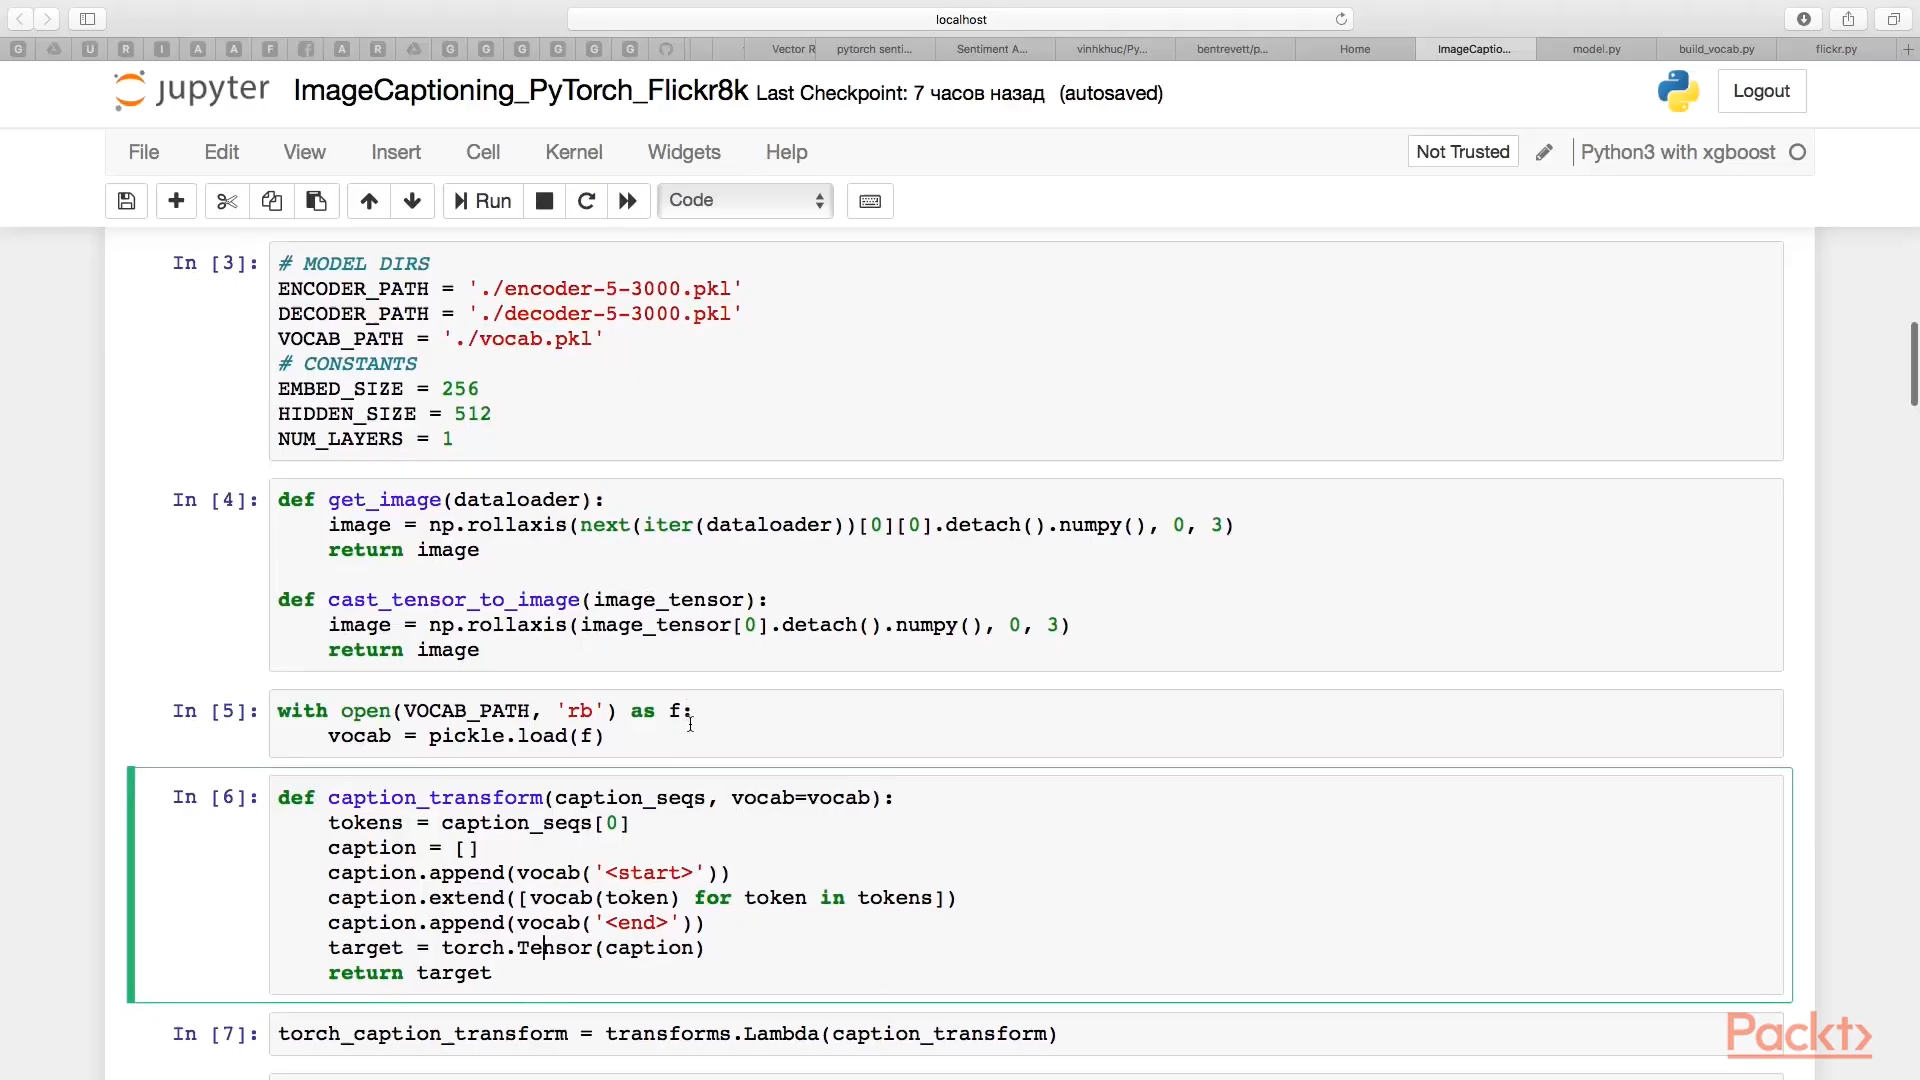 localhost
G U R I A A F A R G G G G G G Vector R pytorch senti... Sentiment A... vinhkhuc/Py... bentrevett/p... Home ImageCaptio... model.py build_vocab.py flickr.py
jupyter ImageCaptioning_PyTorch_Flickr8k Last Checkpoint: 7 часов назад (autosaved) Logout
File Edit View Insert Cell Kernel Widgets Help Not Trusted Python3 with xgboost
Run Code
In [3]: # MODEL DIRS
ENCODER_PATH = './encoder-5-3000.pkl'
DECODER_PATH = './decoder-5-3000.pkl'
VOCAB_PATH = './vocab.pkl'
# CONSTANTS
EMBED_SIZE = 256
HIDDEN_SIZE = 512
NUM_LAYERS = 1
In [4]: def get_image(dataloader):
    image = np.rollaxis(next(iter(dataloader))[0][0].detach().numpy(), 0, 3)
    return image
def cast_tensor_to_image(image_tensor):
    image = np.rollaxis(image_tensor[0].detach().numpy(), 0, 3)
    return image
In [5]: with open(VOCAB_PATH, 'rb') as f:
    vocab = pickle.load(f)
In [6]: def caption_transform(caption_seqs, vocab=vocab):
    tokens = caption_seqs[0]
    caption = []
    caption.append(vocab('<start>'))
    caption.extend([vocab(token) for token in tokens])
    caption.append(vocab('<end>'))
    target = torch.Tensor(caption)
    return target
In [7]: torch_caption_transform = transforms.Lambda(caption_transform)
Packt>